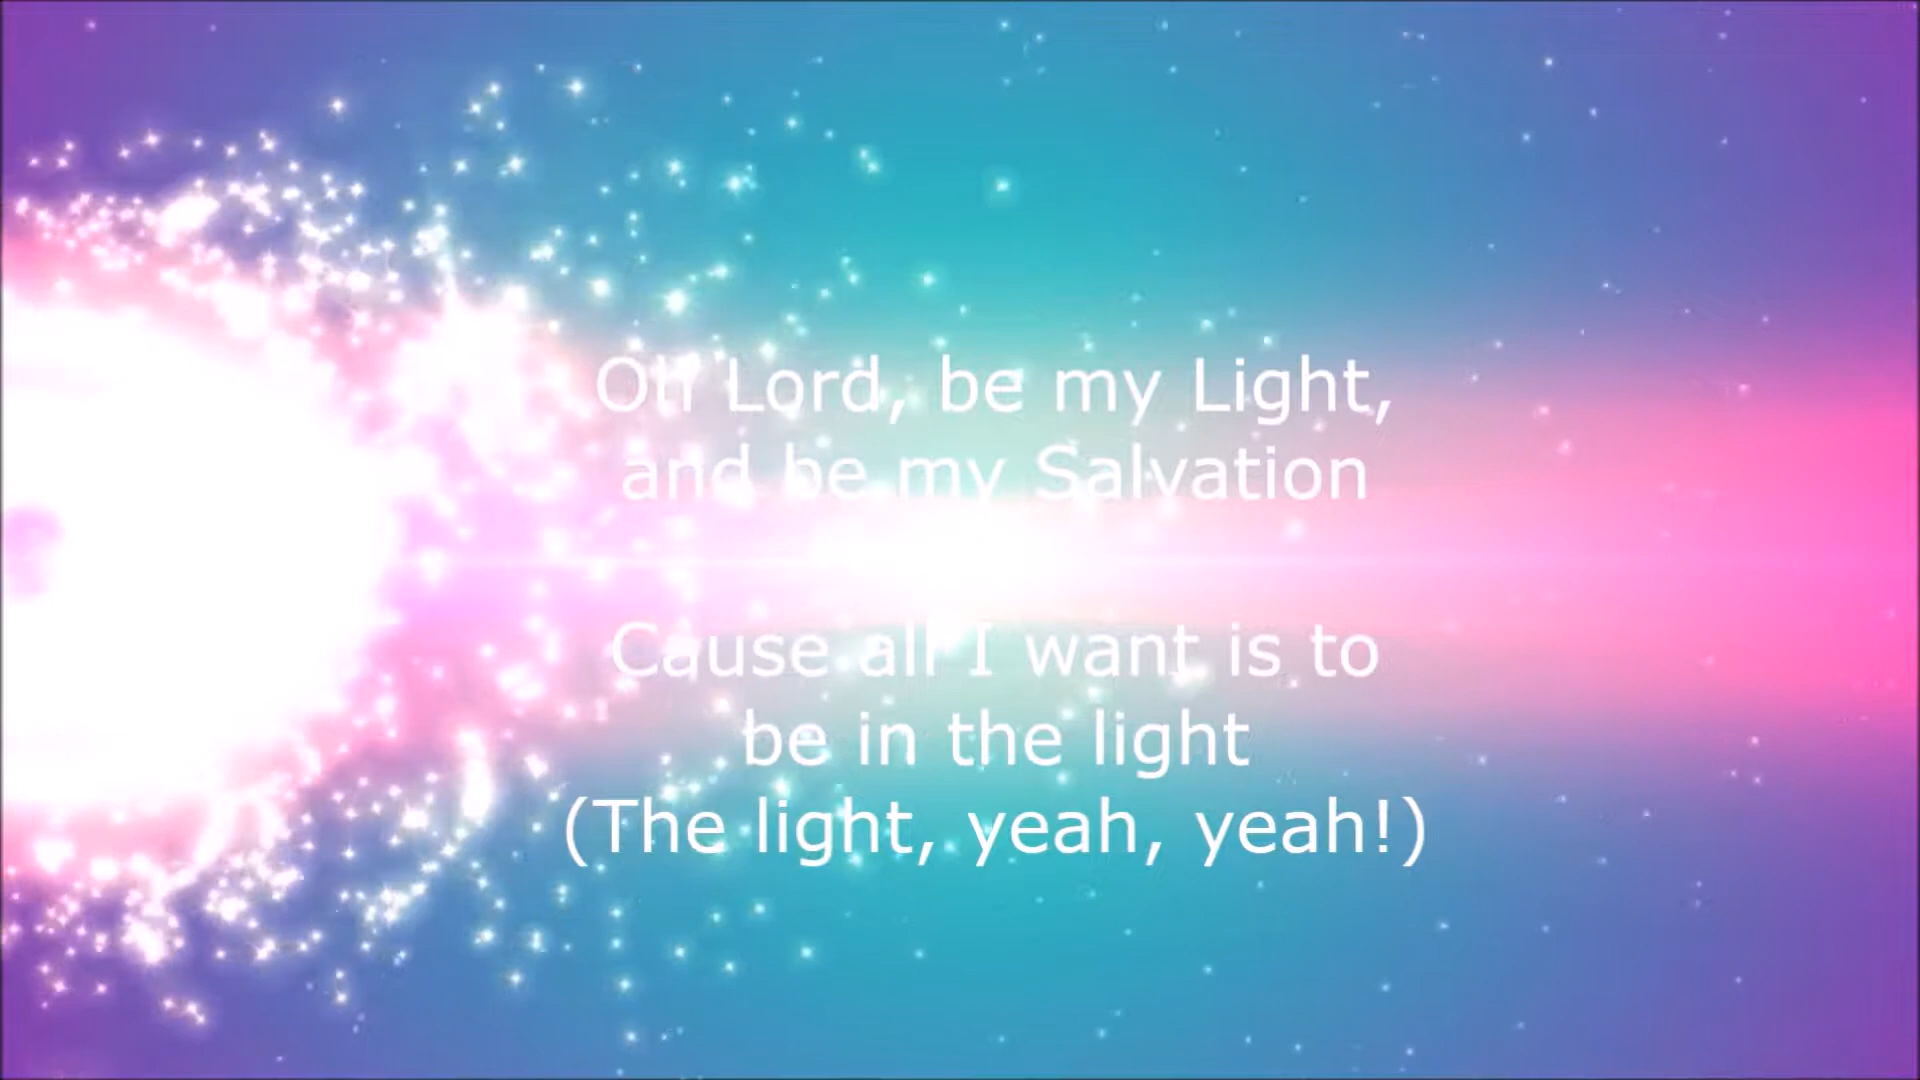 Oh Lord, be my Light,
and be my Salvation
Cause all I want is to
be in the light
(The light, yeah, yeah!)